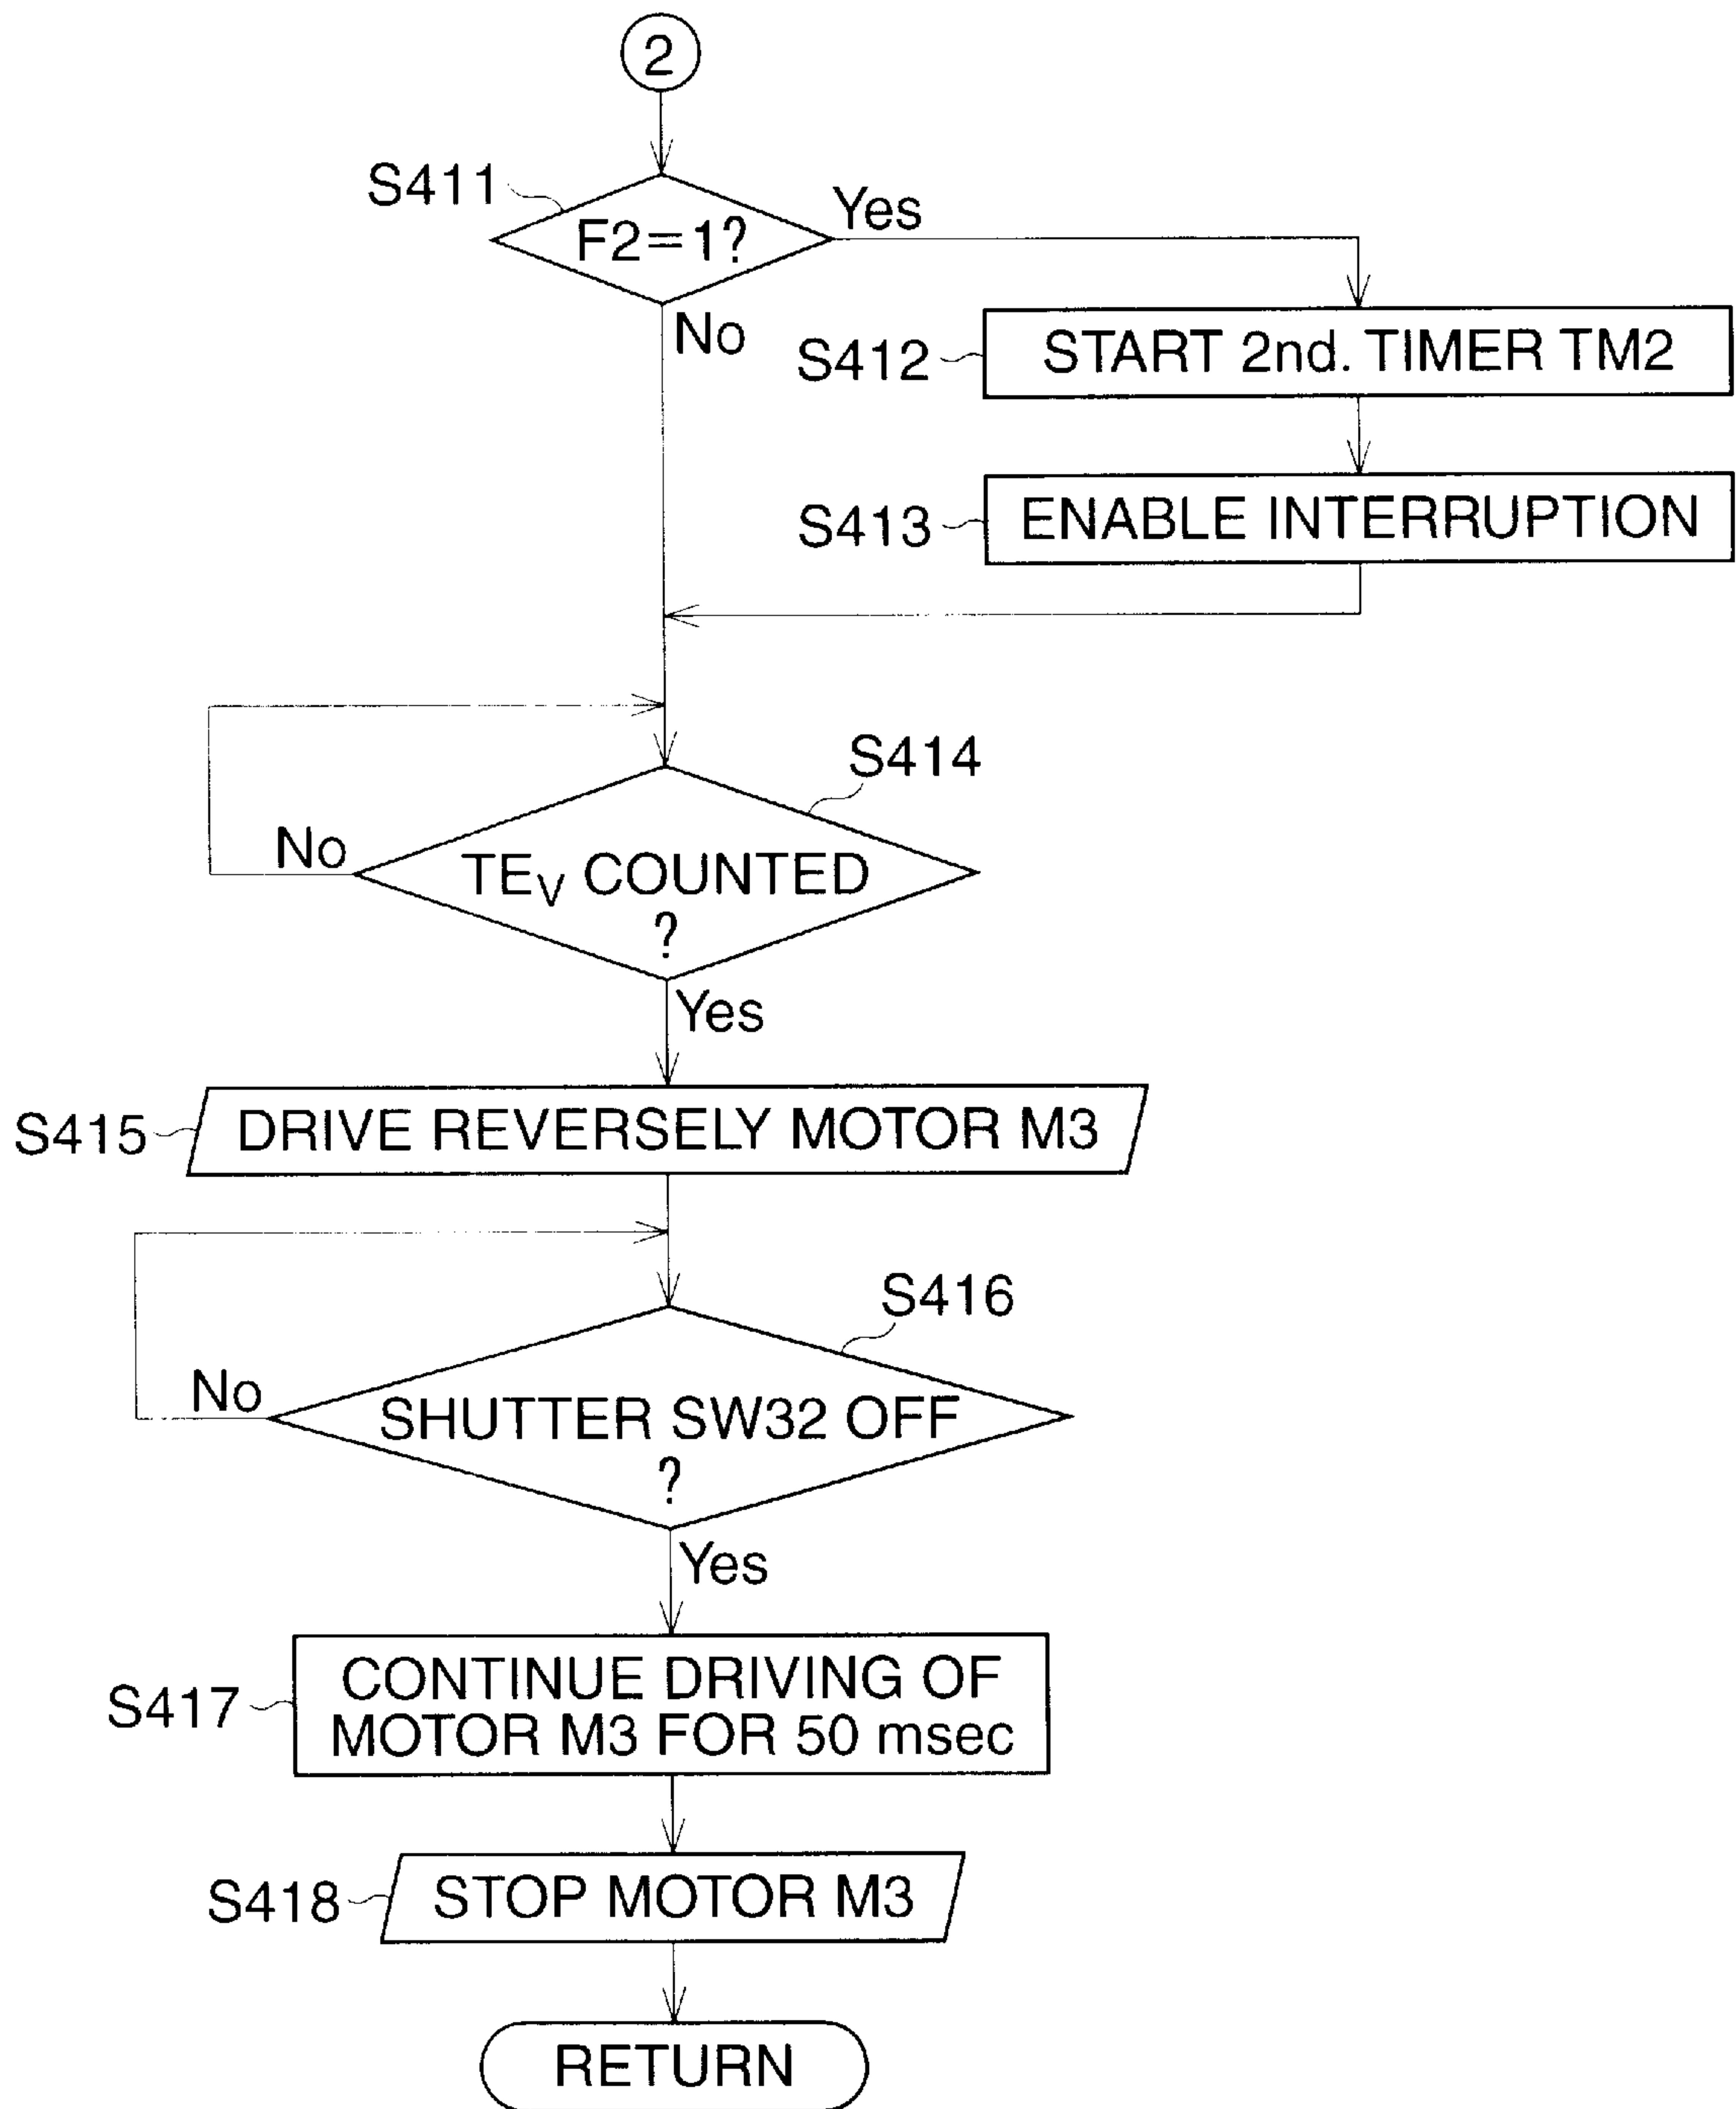 2
S411
F2=1?
Yes
No
S412
START 2nd. TIMER TM2
S413
ENABLE INTERRUPTION
S414
No
TEV COUNTED
?
Yes
S415
DRIVE REVERSELY MOTOR M3
S416
No
SHUTTER SW32 OFF
?
Yes
S417
CONTINUE DRIVING OF
MOTOR M3 FOR 50 msec
S418
STOP MOTOR M3
RETURN